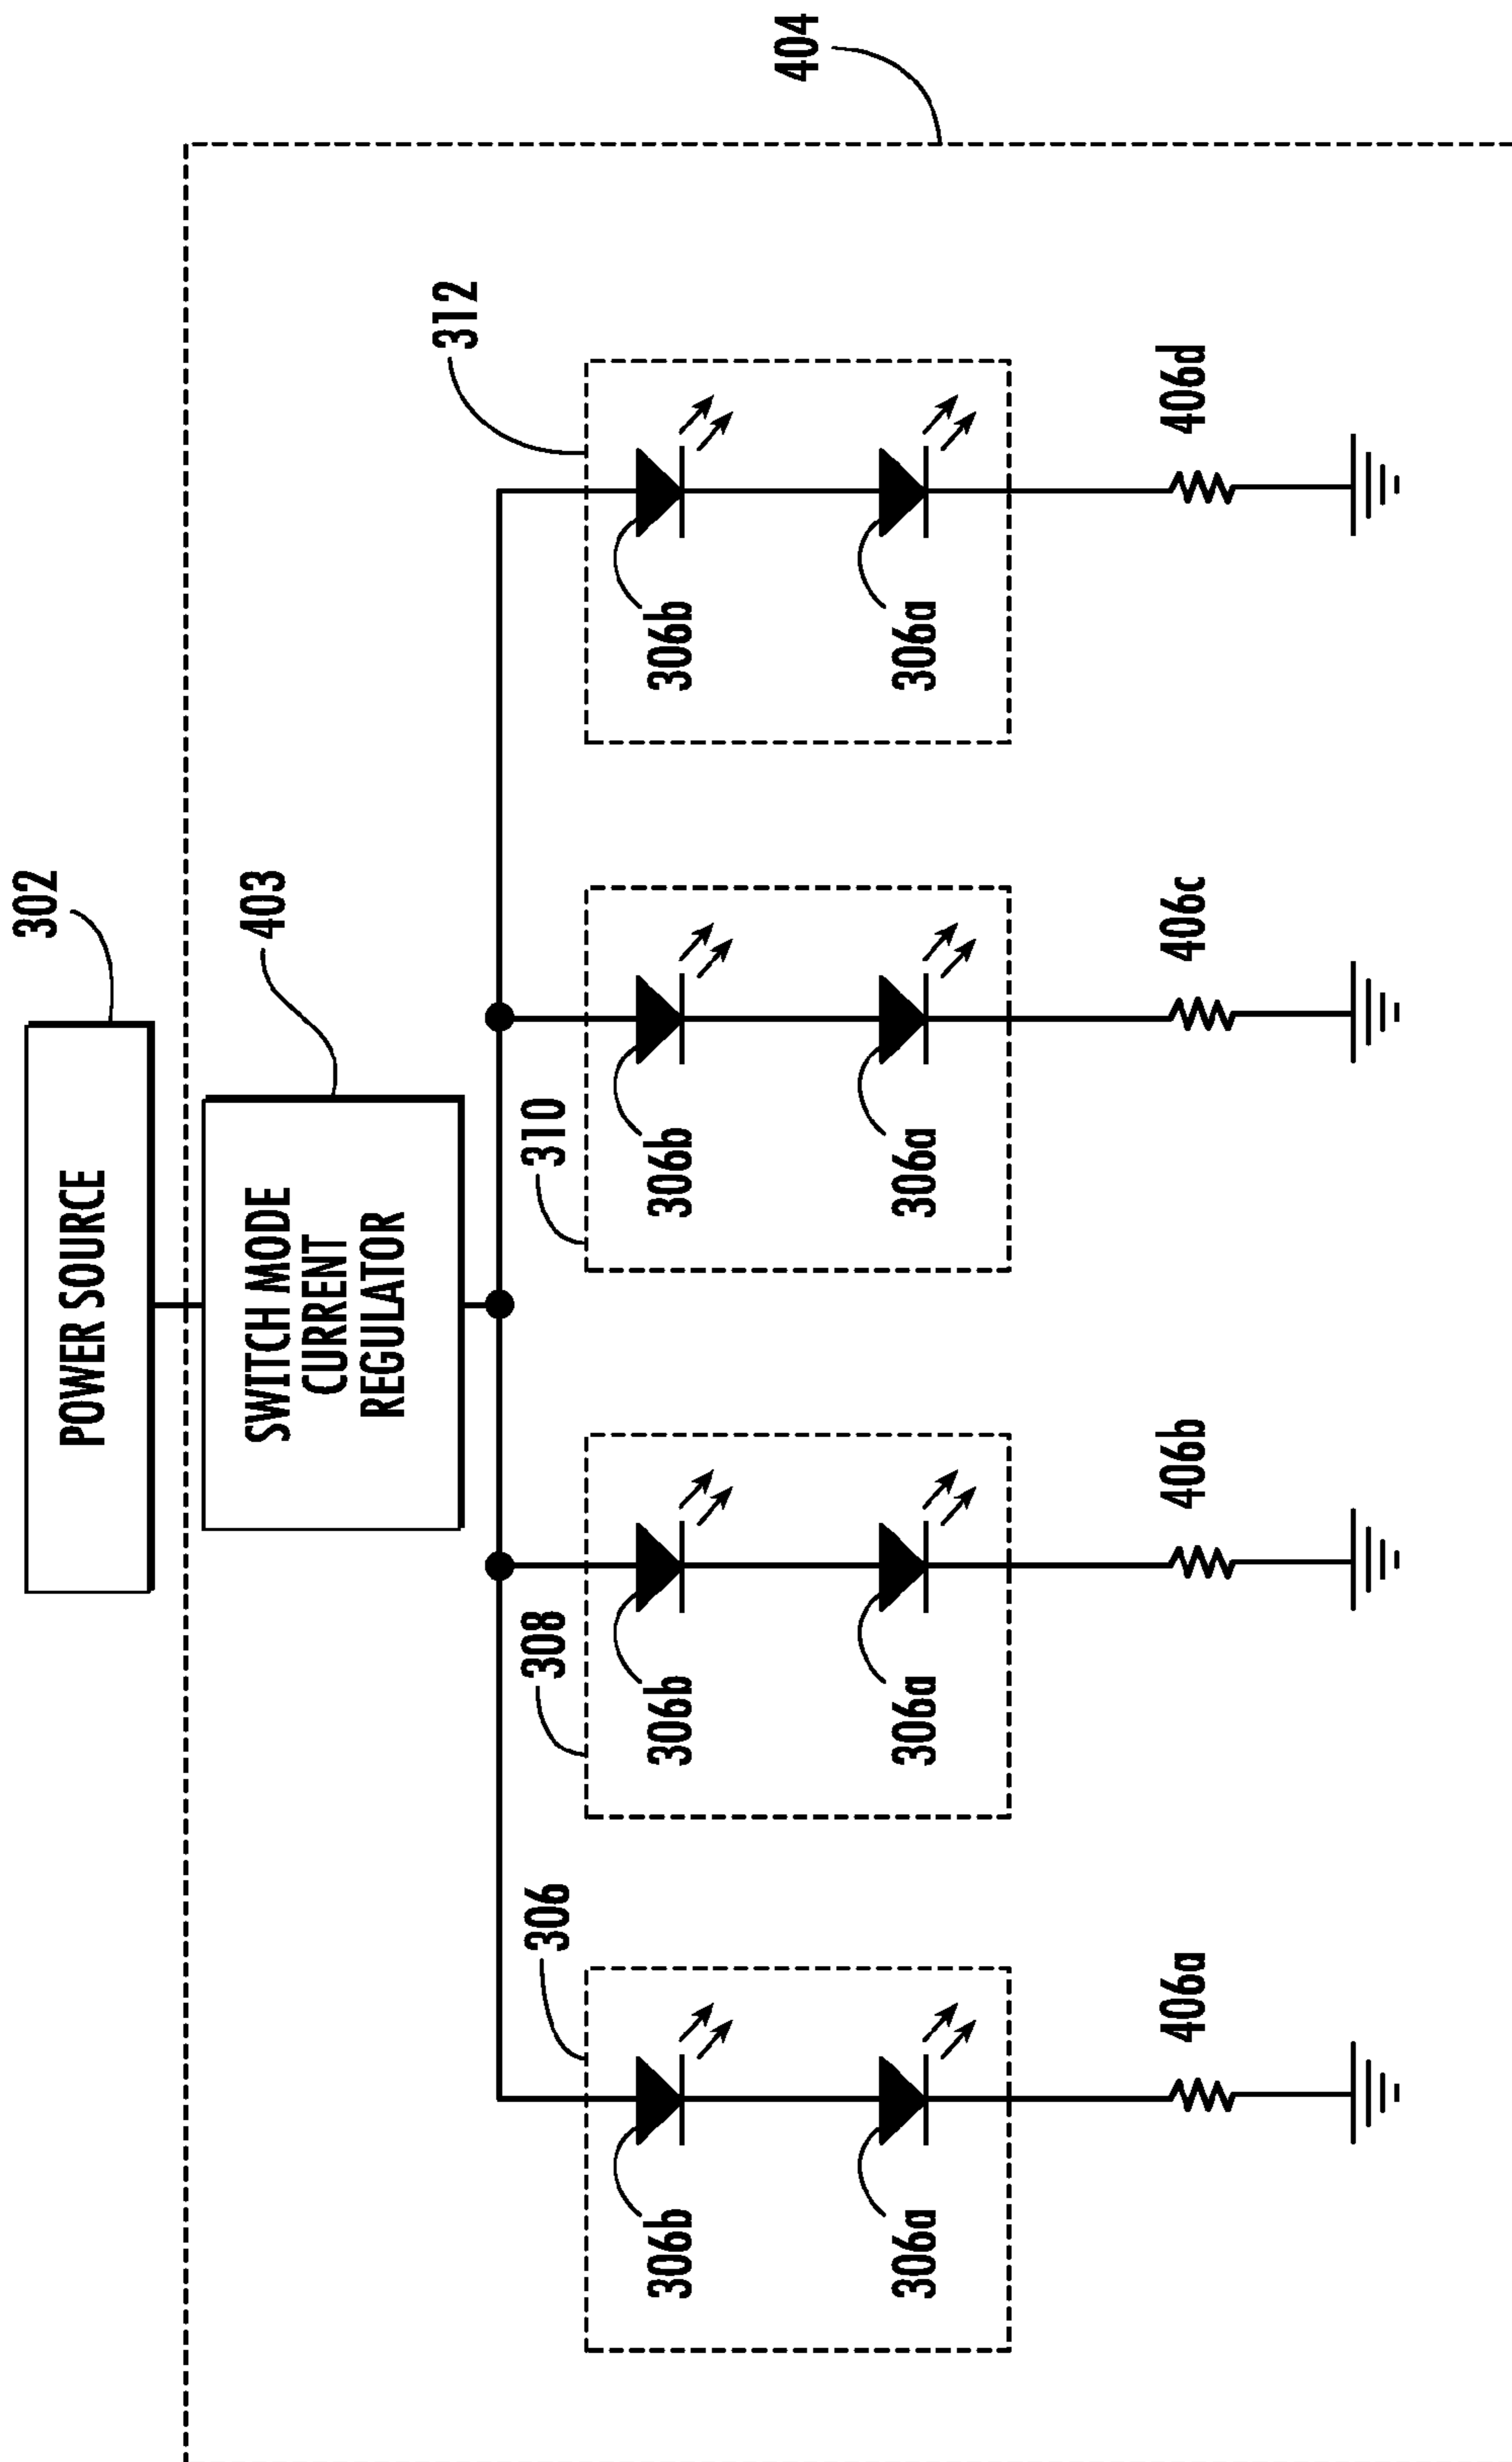 302
POWER SOURCE
403
SWITCH MODE
CURRENT
REGULATOR
312
306
308
310
306b
306b
306b
306b
404
306a
306a
306a
306a
406a
406b
406c
406d